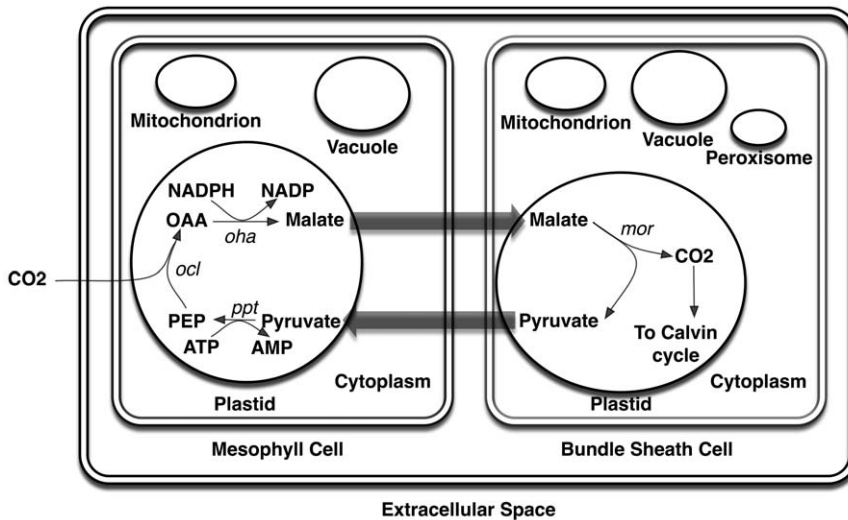 Mitochondrion
Vacuole
Mitochondrion
Vacuole
Peroxisome
NADPH NADP
OAA Malate
oha
CO2
ocl
PEP ppt Pyruvate
ATP AMP
Cytoplasm
Plastid
Mesophyll Cell
Malate mor
CO2
Pyruvate
To Calvin
cycle
Cytoplasm
Plastid
Bundle Sheath Cell
Extracellular Space